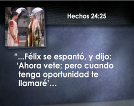 Hechos 24:25
“...Félix se espantó, y dijo:
‘Ahora vete; pero cuando
tenga oportunidad te
llamaré’...